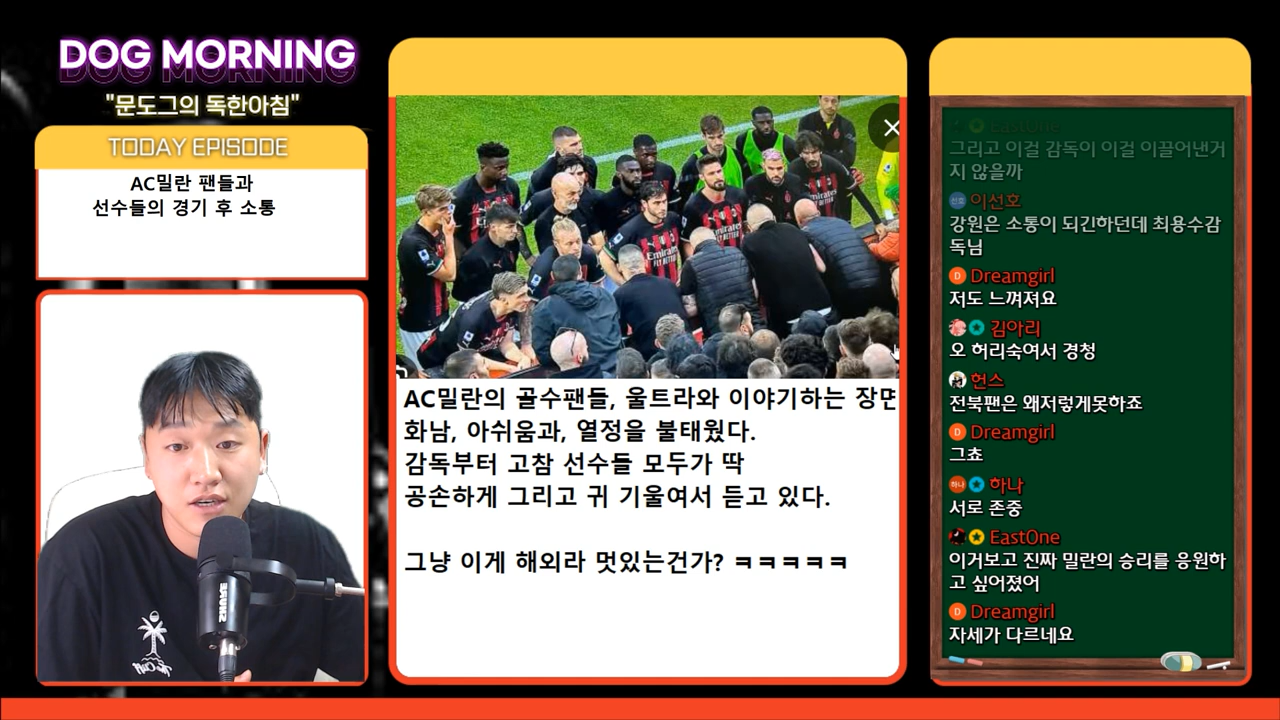 DOG MORNING
"문도그의 독한아침"
TODAY EPISODE
AC밀란 팬들과
선수들의 경기 후 소통
AC밀란의 골수팬들, 울트라와 이야기하는 장면
화남, 아쉬움과, 열정을 불태웠다.
감독부터 고참 선수들 모두가 딱
공손하게 그리고 귀 기울여서 듣고 있다.
그냥 이게 해외라 멋있는건가? ㅋㅋㅋㅋㅋ
EastOne
그리고 이걸 감독이 이걸 이끌어낸거
지 않을까
이선호
강원은 소통이 되긴하던데 최용수감
독님
Dreamgirl
저도 느껴져요
김아리
오 허리숙여서 경청
헌스
전북팬은 왜저렇게못하죠
Dreamgirl
그쵸
하나
하나
서로 존중
EastOne
이거보고 진짜 밀란의 승리를 응원하
고 싶어졌어
Dreamgirl
자세가 다르네요